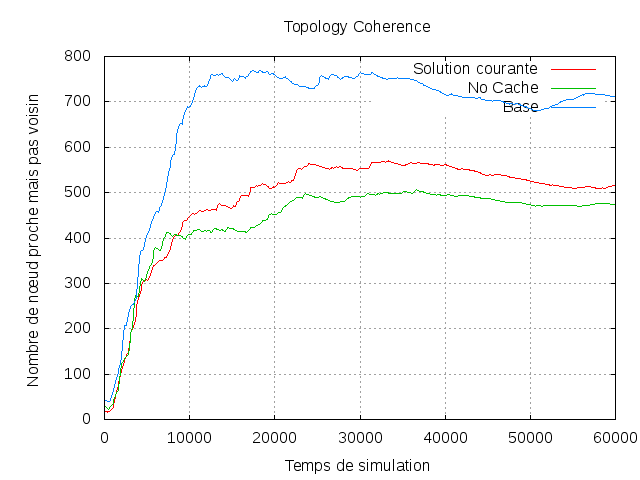 Topology Coherence
800
700
600
500
400
300
200
100
0
Nombre de nœud proche mais pas voisin
Solution courante
No Cache
Base
0 10000 20000 30000 40000 50000 60000
Temps de simulation